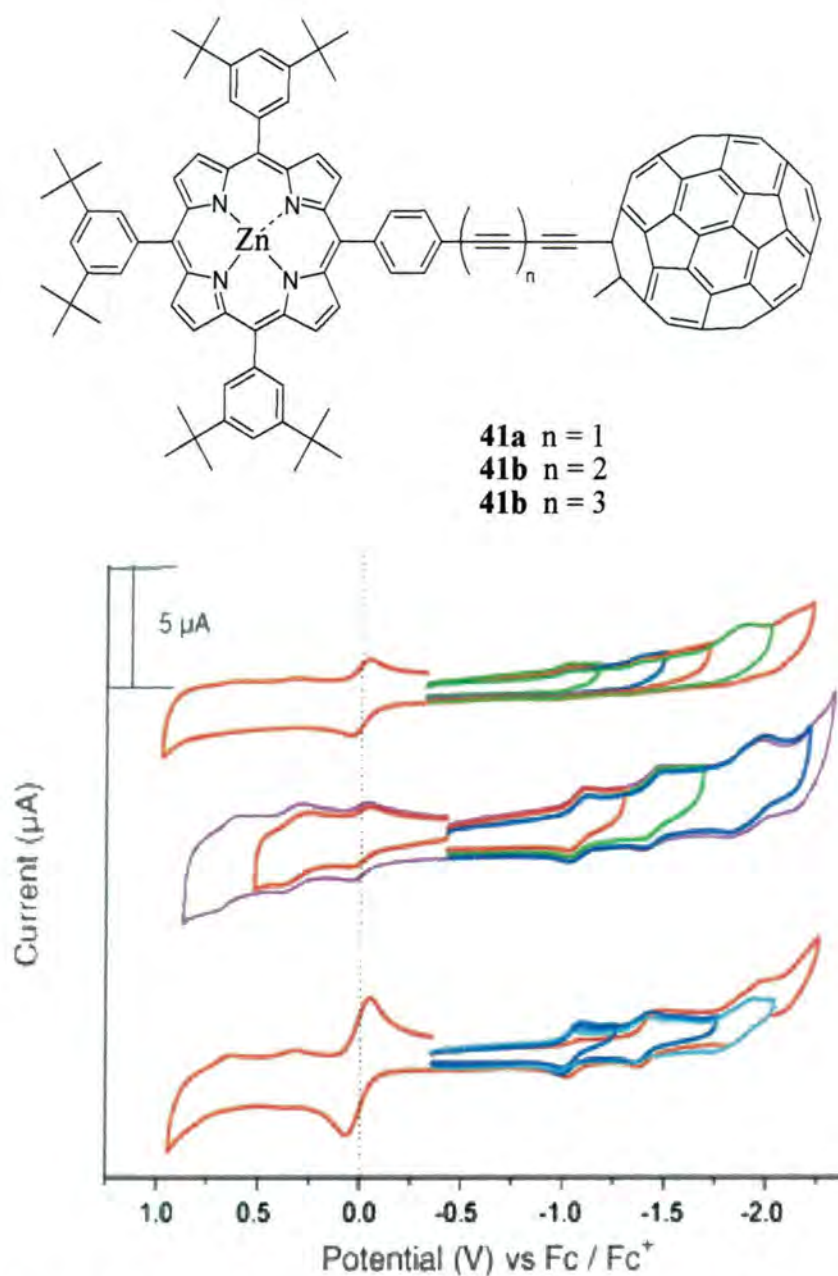 N
N
Zn
N
N
n
41a n = 1
41b n = 2
41b n = 3
5 µA
Current (µA)
1.0 0.5 0.0 -0.5 -1.0 -1.5 -2.0
Potential (V) vs Fc / Fc⁺